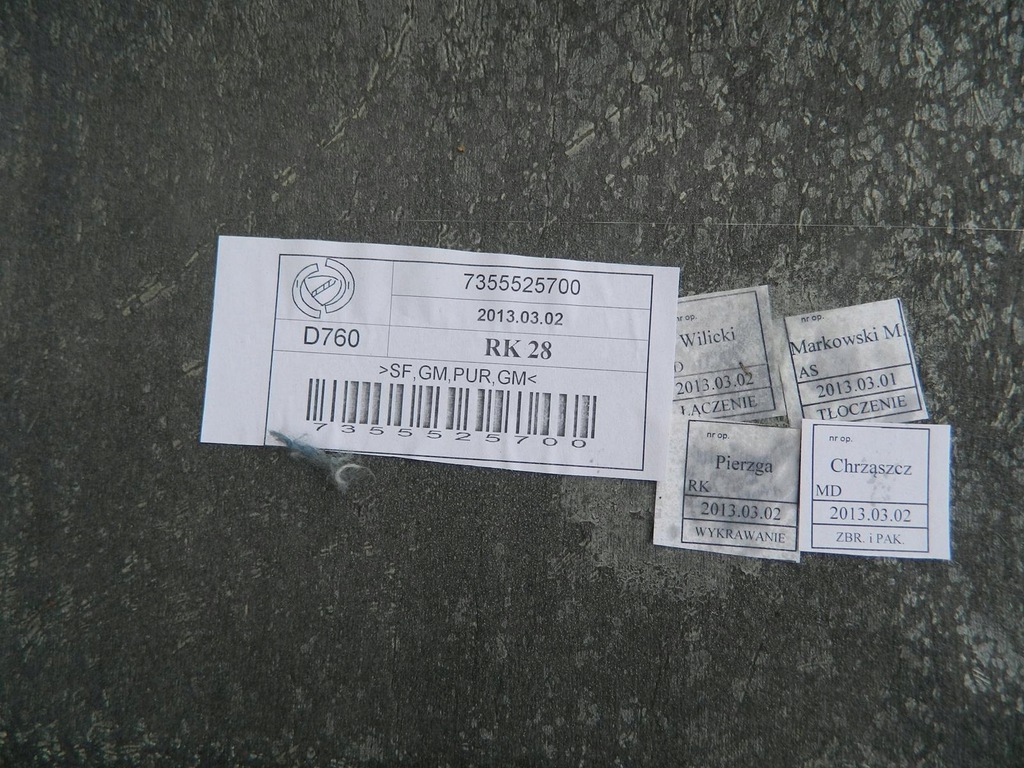 7355525700
2013.03.02
D760
RK 28
>SF,GM,PUR,GM<
7355525700
nr op.
Wilicki
D
2013.03.02
ŁĄCZENIE
nr op.
Markowski M.
AS
2013.03.01
TŁOCZENIE
nr op.
Pierzga
RK
2013.03.02
WYKRAWANIE
nr op.
Chrząszcz
MD
2013.03.02
ZBR. i PAK.